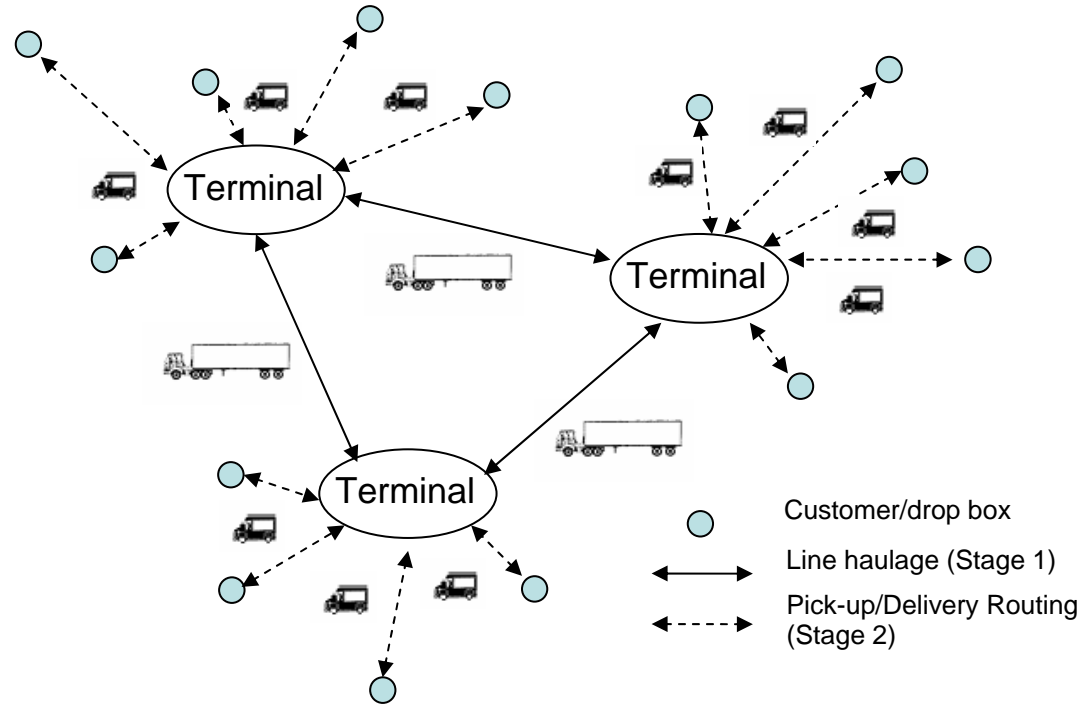 Terminal
Terminal
Terminal
Customer/drop box
Line haulage (Stage 1)
Pick-up/Delivery Routing
(Stage 2)